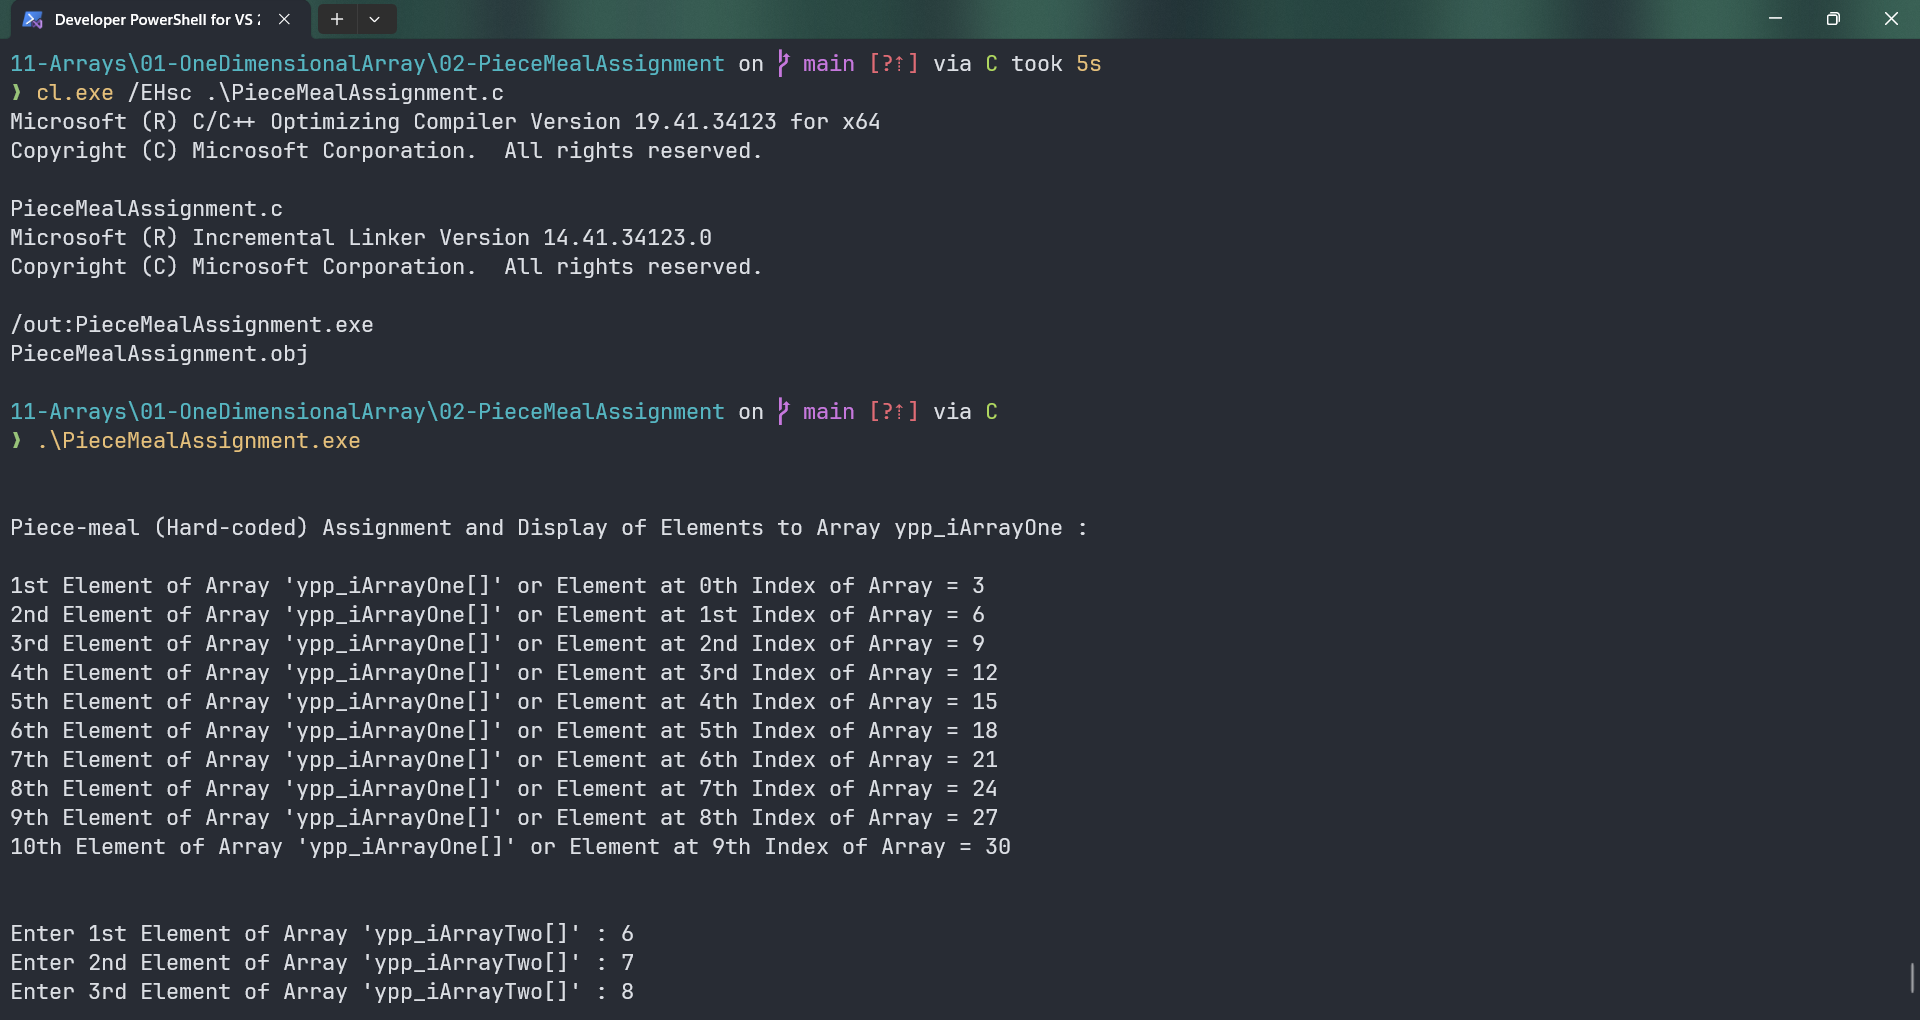 Developer PowerShell for VS 2
11-Arrays\01-OneDimensionalArray\02-PieceMealAssignment on main [?⇡] via C took 5s
❱ cl.exe /EHsc .\PieceMealAssignment.c
Microsoft (R) C/C++ Optimizing Compiler Version 19.41.34123 for x64
Copyright (C) Microsoft Corporation.  All rights reserved.
PieceMealAssignment.c
Microsoft (R) Incremental Linker Version 14.41.34123.0
Copyright (C) Microsoft Corporation.  All rights reserved.
/out:PieceMealAssignment.exe
PieceMealAssignment.obj
11-Arrays\01-OneDimensionalArray\02-PieceMealAssignment on main [?⇡] via C
❱ .\PieceMealAssignment.exe
Piece-meal (Hard-coded) Assignment and Display of Elements to Array ypp_iArrayOne :
1st Element of Array 'ypp_iArrayOne[]' or Element at 0th Index of Array = 3
2nd Element of Array 'ypp_iArrayOne[]' or Element at 1st Index of Array = 6
3rd Element of Array 'ypp_iArrayOne[]' or Element at 2nd Index of Array = 9
4th Element of Array 'ypp_iArrayOne[]' or Element at 3rd Index of Array = 12
5th Element of Array 'ypp_iArrayOne[]' or Element at 4th Index of Array = 15
6th Element of Array 'ypp_iArrayOne[]' or Element at 5th Index of Array = 18
7th Element of Array 'ypp_iArrayOne[]' or Element at 6th Index of Array = 21
8th Element of Array 'ypp_iArrayOne[]' or Element at 7th Index of Array = 24
9th Element of Array 'ypp_iArrayOne[]' or Element at 8th Index of Array = 27
10th Element of Array 'ypp_iArrayOne[]' or Element at 9th Index of Array = 30
Enter 1st Element of Array 'ypp_iArrayTwo[]' : 6
Enter 2nd Element of Array 'ypp_iArrayTwo[]' : 7
Enter 3rd Element of Array 'ypp_iArrayTwo[]' : 8